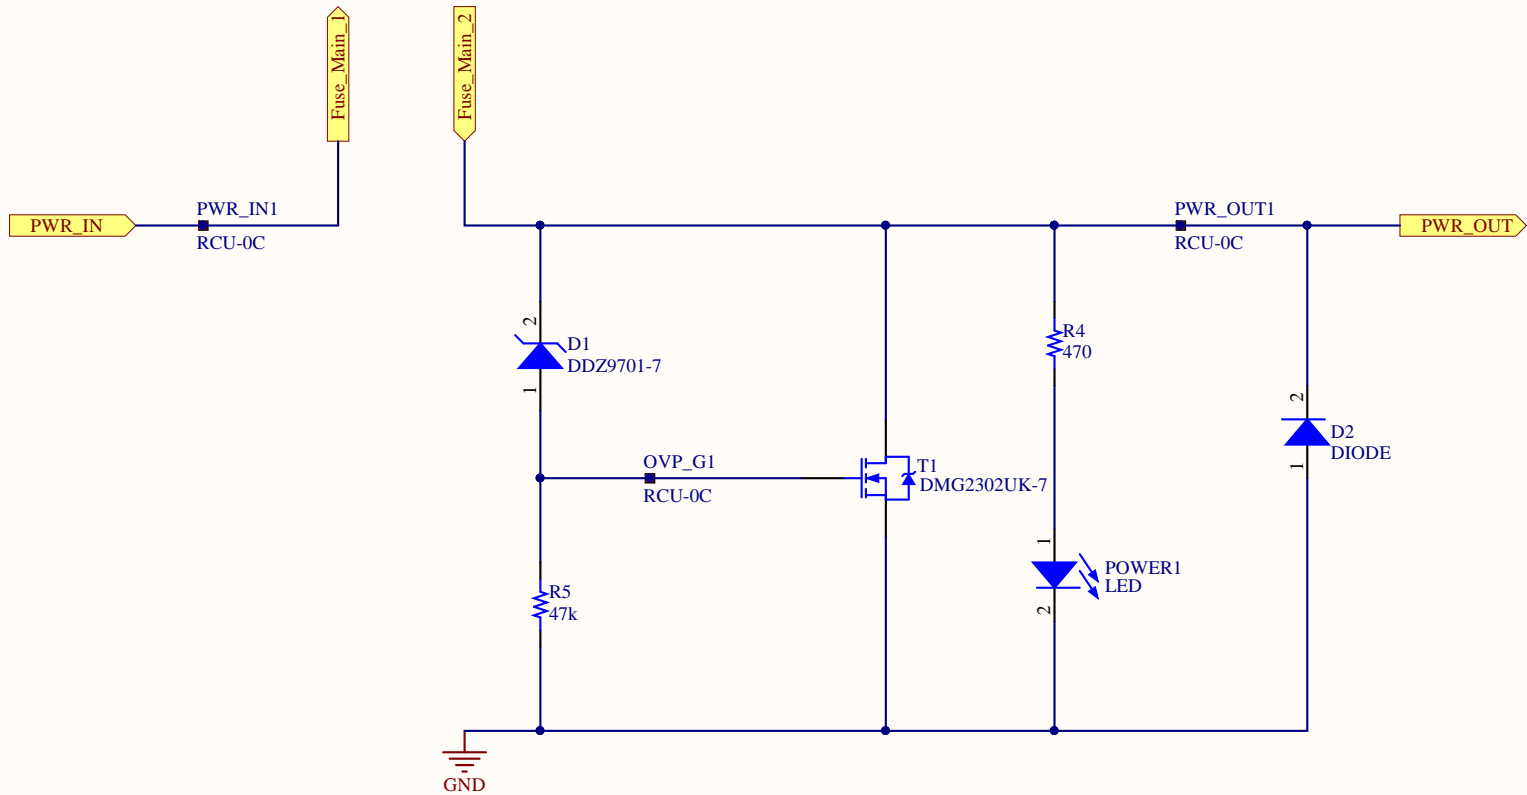 Fuse_Main_1
Fuse_Main_2
PWR_IN
PWR_IN1
RCU-0C
PWR_OUT1
RCU-0C
PWR_OUT
2
D1
DDZ9701-7
1
R4
470
2
D2
DIODE
1
OVP_G1
RCU-0C
T1
DMG2302UK-7
1
POWER1
LED
2
R5
47k
GND